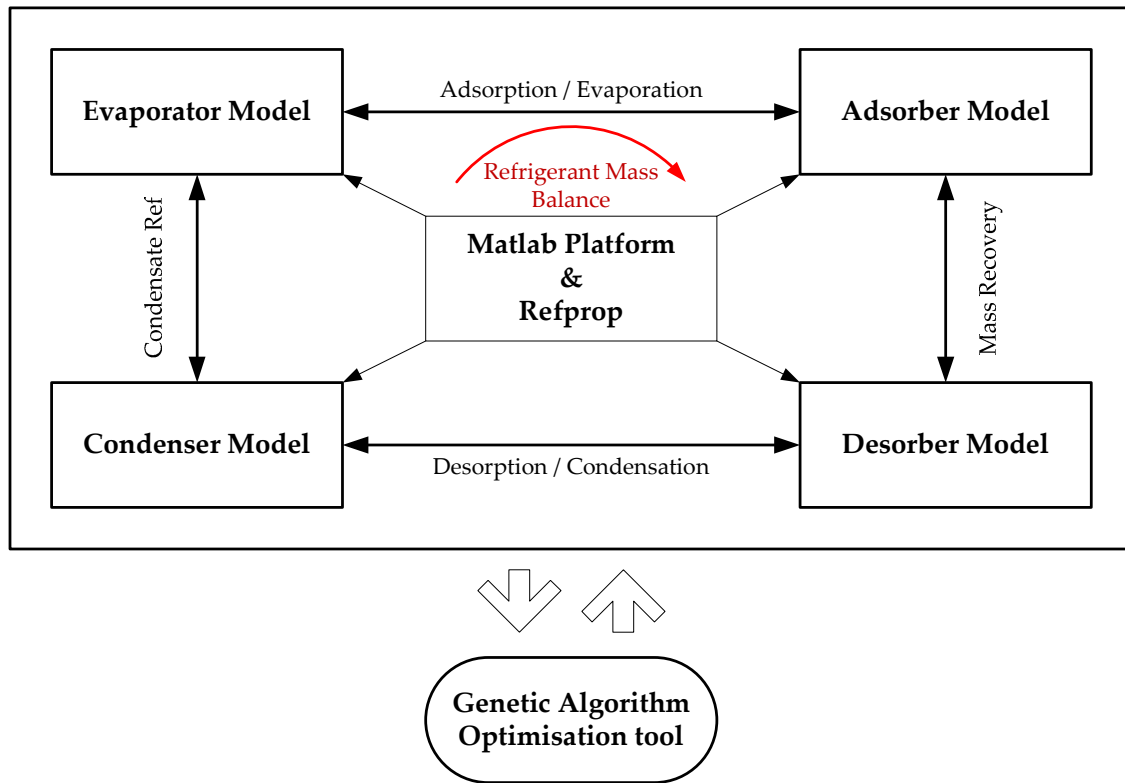 Evaporator Model
Adsorption / Evaporation
Adsorber Model
Refrigerant Mass
Balance
Condensate Ref
Matlab Platform
&
Refprop
Mass Recovery
Condenser Model
Desorption / Condensation
Desorber Model
Genetic Algorithm
Optimisation tool